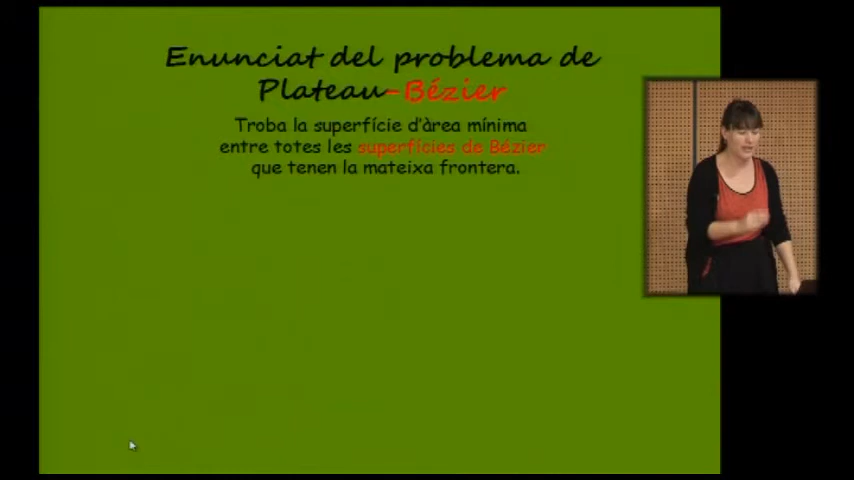 Enunciat del problema de
Plateau-Bézier
Troba la superfície d'àrea mínima
entre totes les superfícies de Bézier
que tenen la mateixa frontera.